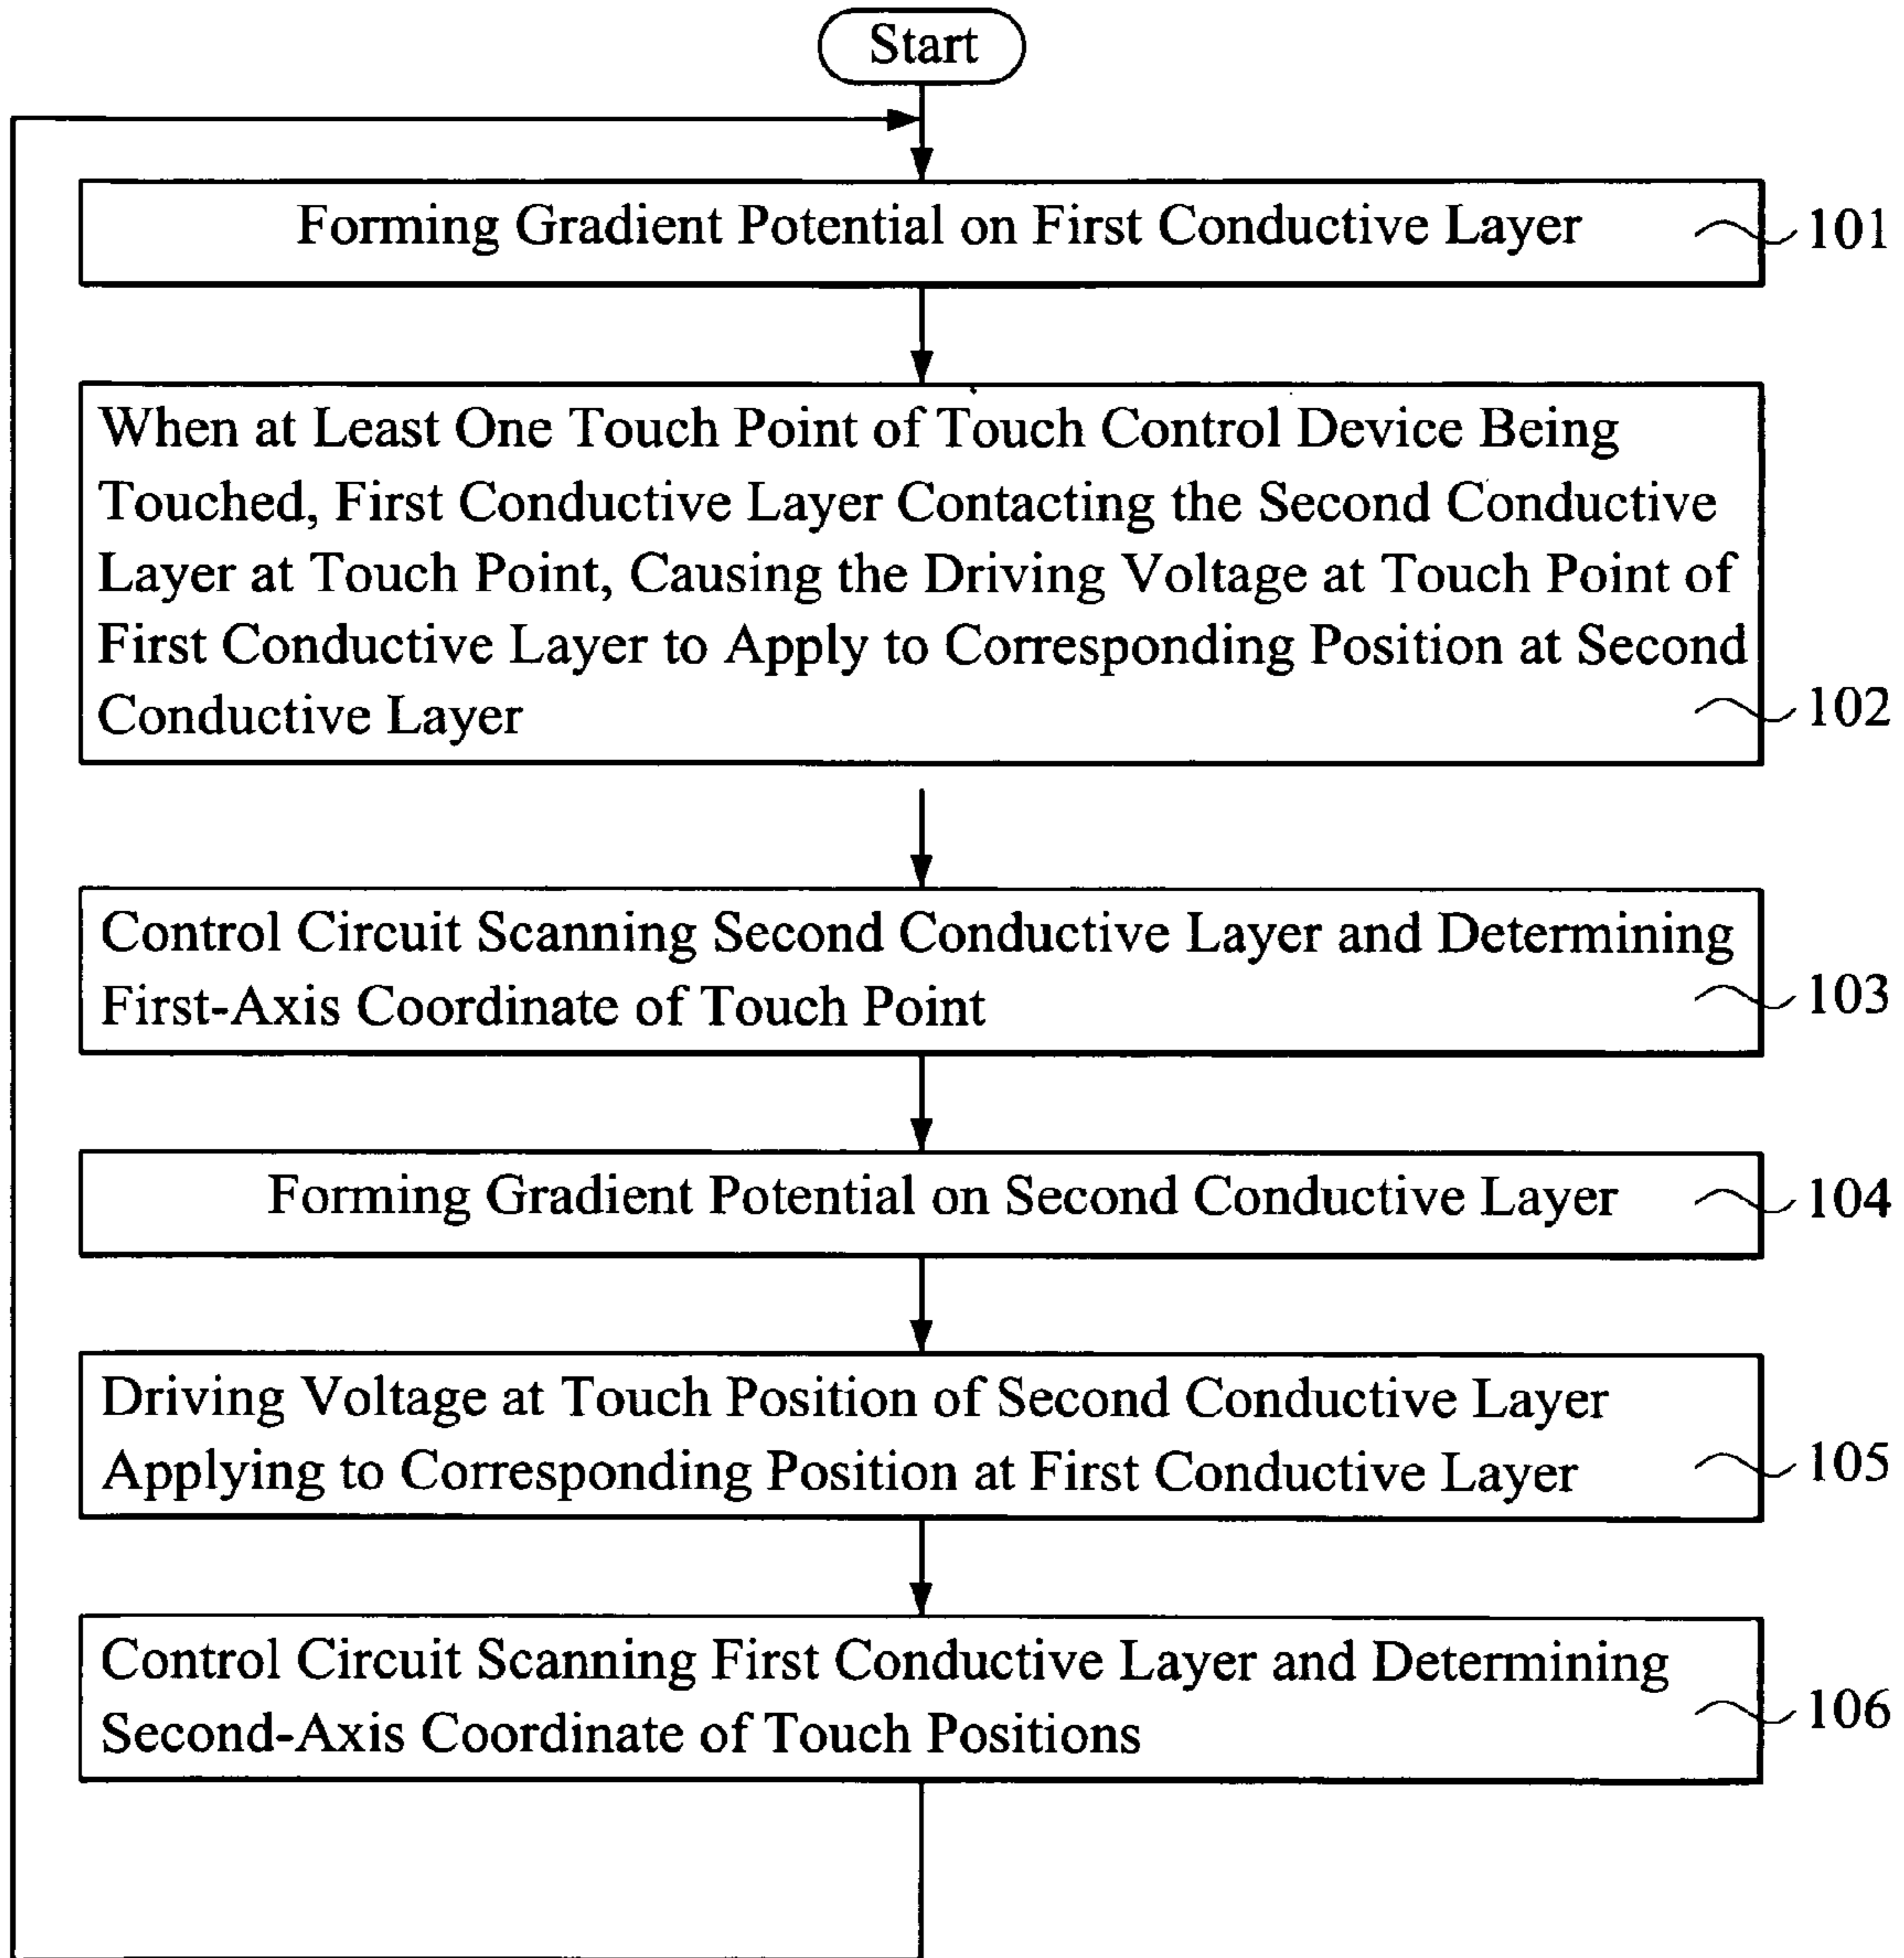 Start
Forming Gradient Potential on First Conductive Layer
101
When at Least One Touch Point of Touch Control Device Being
Touched, First Conductive Layer Contacting the Second Conductive
Layer at Touch Point, Causing the Driving Voltage at Touch Point of
First Conductive Layer to Apply to Corresponding Position at Second
Conductive Layer
102
Control Circuit Scanning Second Conductive Layer and Determining
First-Axis Coordinate of Touch Point
103
Forming Gradient Potential on Second Conductive Layer
104
Driving Voltage at Touch Position of Second Conductive Layer
Applying to Corresponding Position at First Conductive Layer
105
Control Circuit Scanning First Conductive Layer and Determining
Second-Axis Coordinate of Touch Positions
106